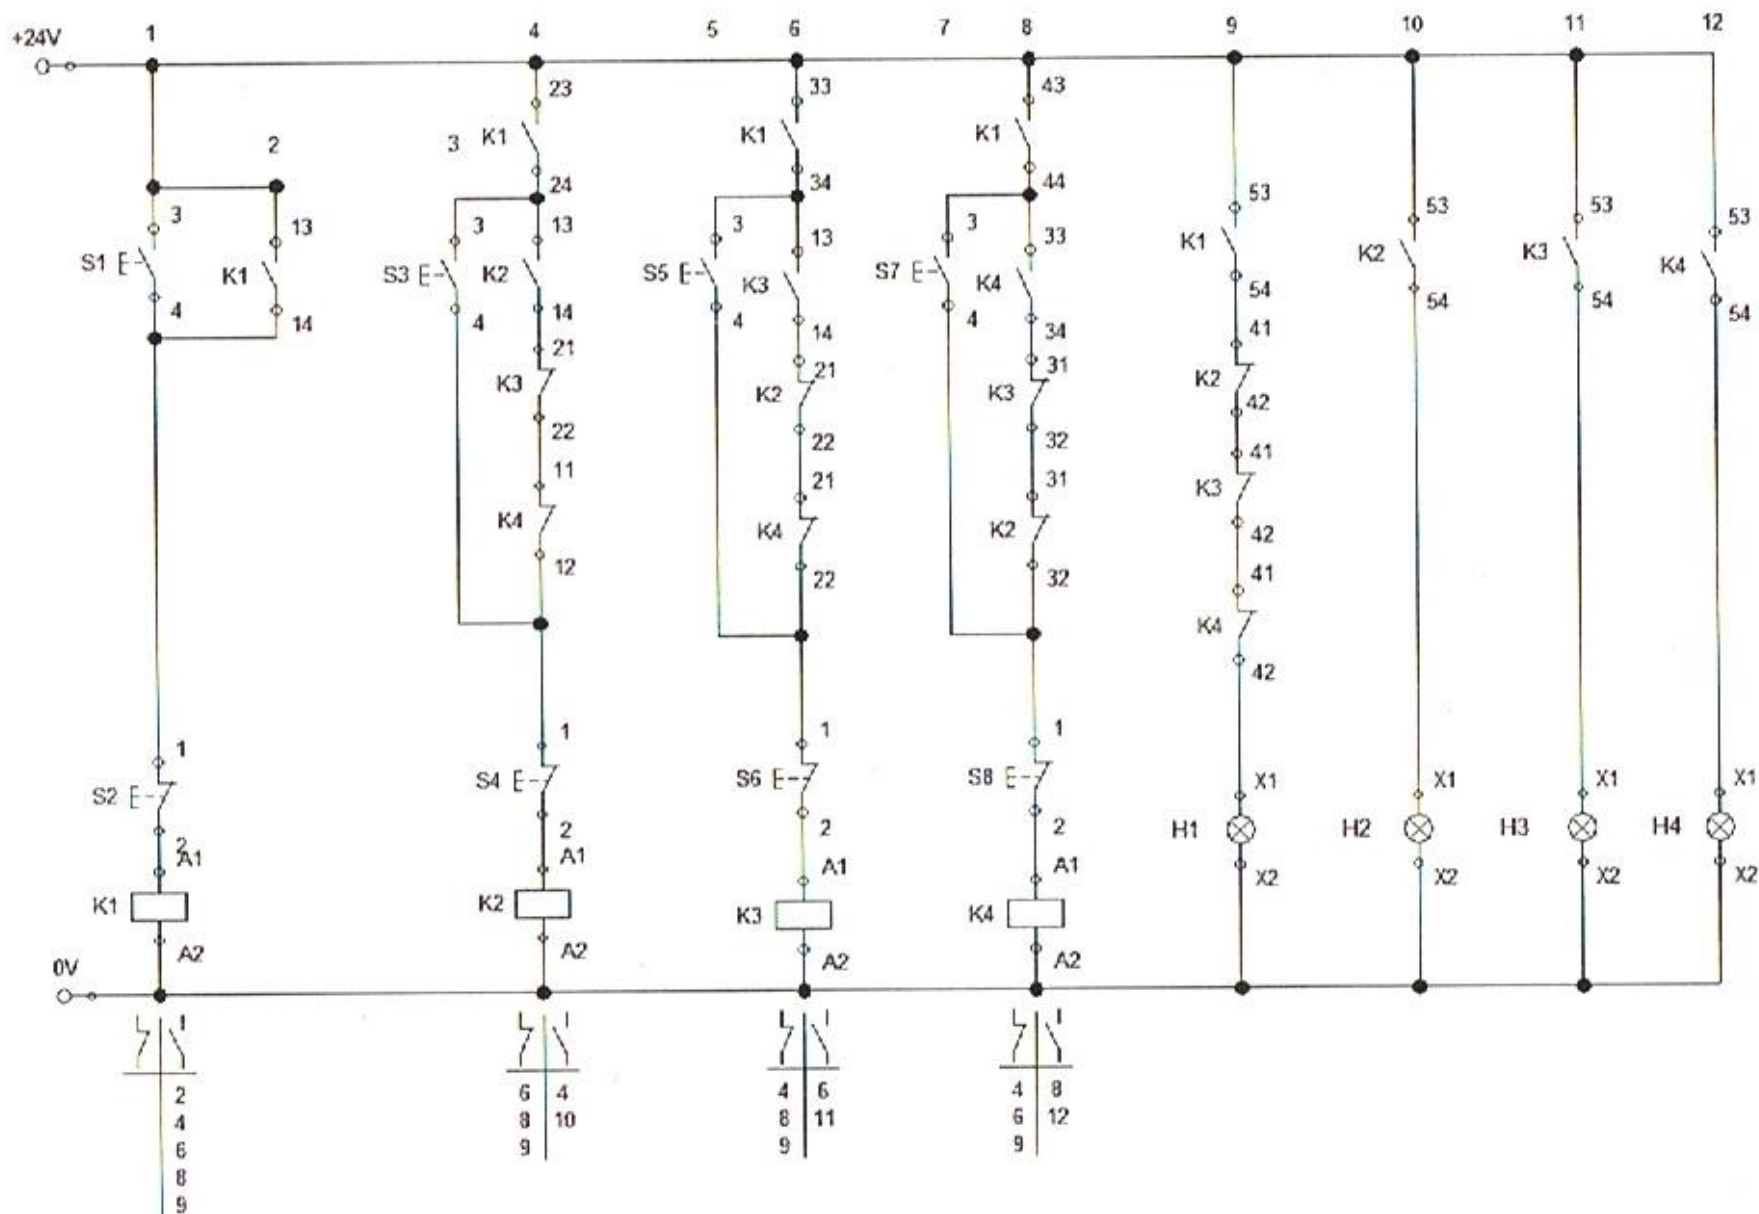 1 4 5 6 7 8 9 10 11 12
+24V
23 33 43
K1 K1 K1
3
2
24 34 44
3 13 3 13 3 13 3 33 53 53 53 53
S1 K1 S3 K2 S5 K3 S7 K4 K1 K2 K3 K4
4 14 4 14 4 14 4 34 54 54 54 54
21 21 31 41
K3 K2 K3 K2
22 22 32 42
11 21 31 41
K4 K4 K2 K3
12 22 32 42
41
K4
42
1 1 1 1
S2 S4 S6 S8
2 2 2 2
X1 X1 X1 X1
H1 H2 H3 H4
X2 X2 X2 X2
A1 A1 A1 A1
K1 K2 K3 K4
A2 A2 A2 A2
0V
2 6 4 4 6 4 8
4 8 10 8 11 6 12
6 9 9 9
8
9